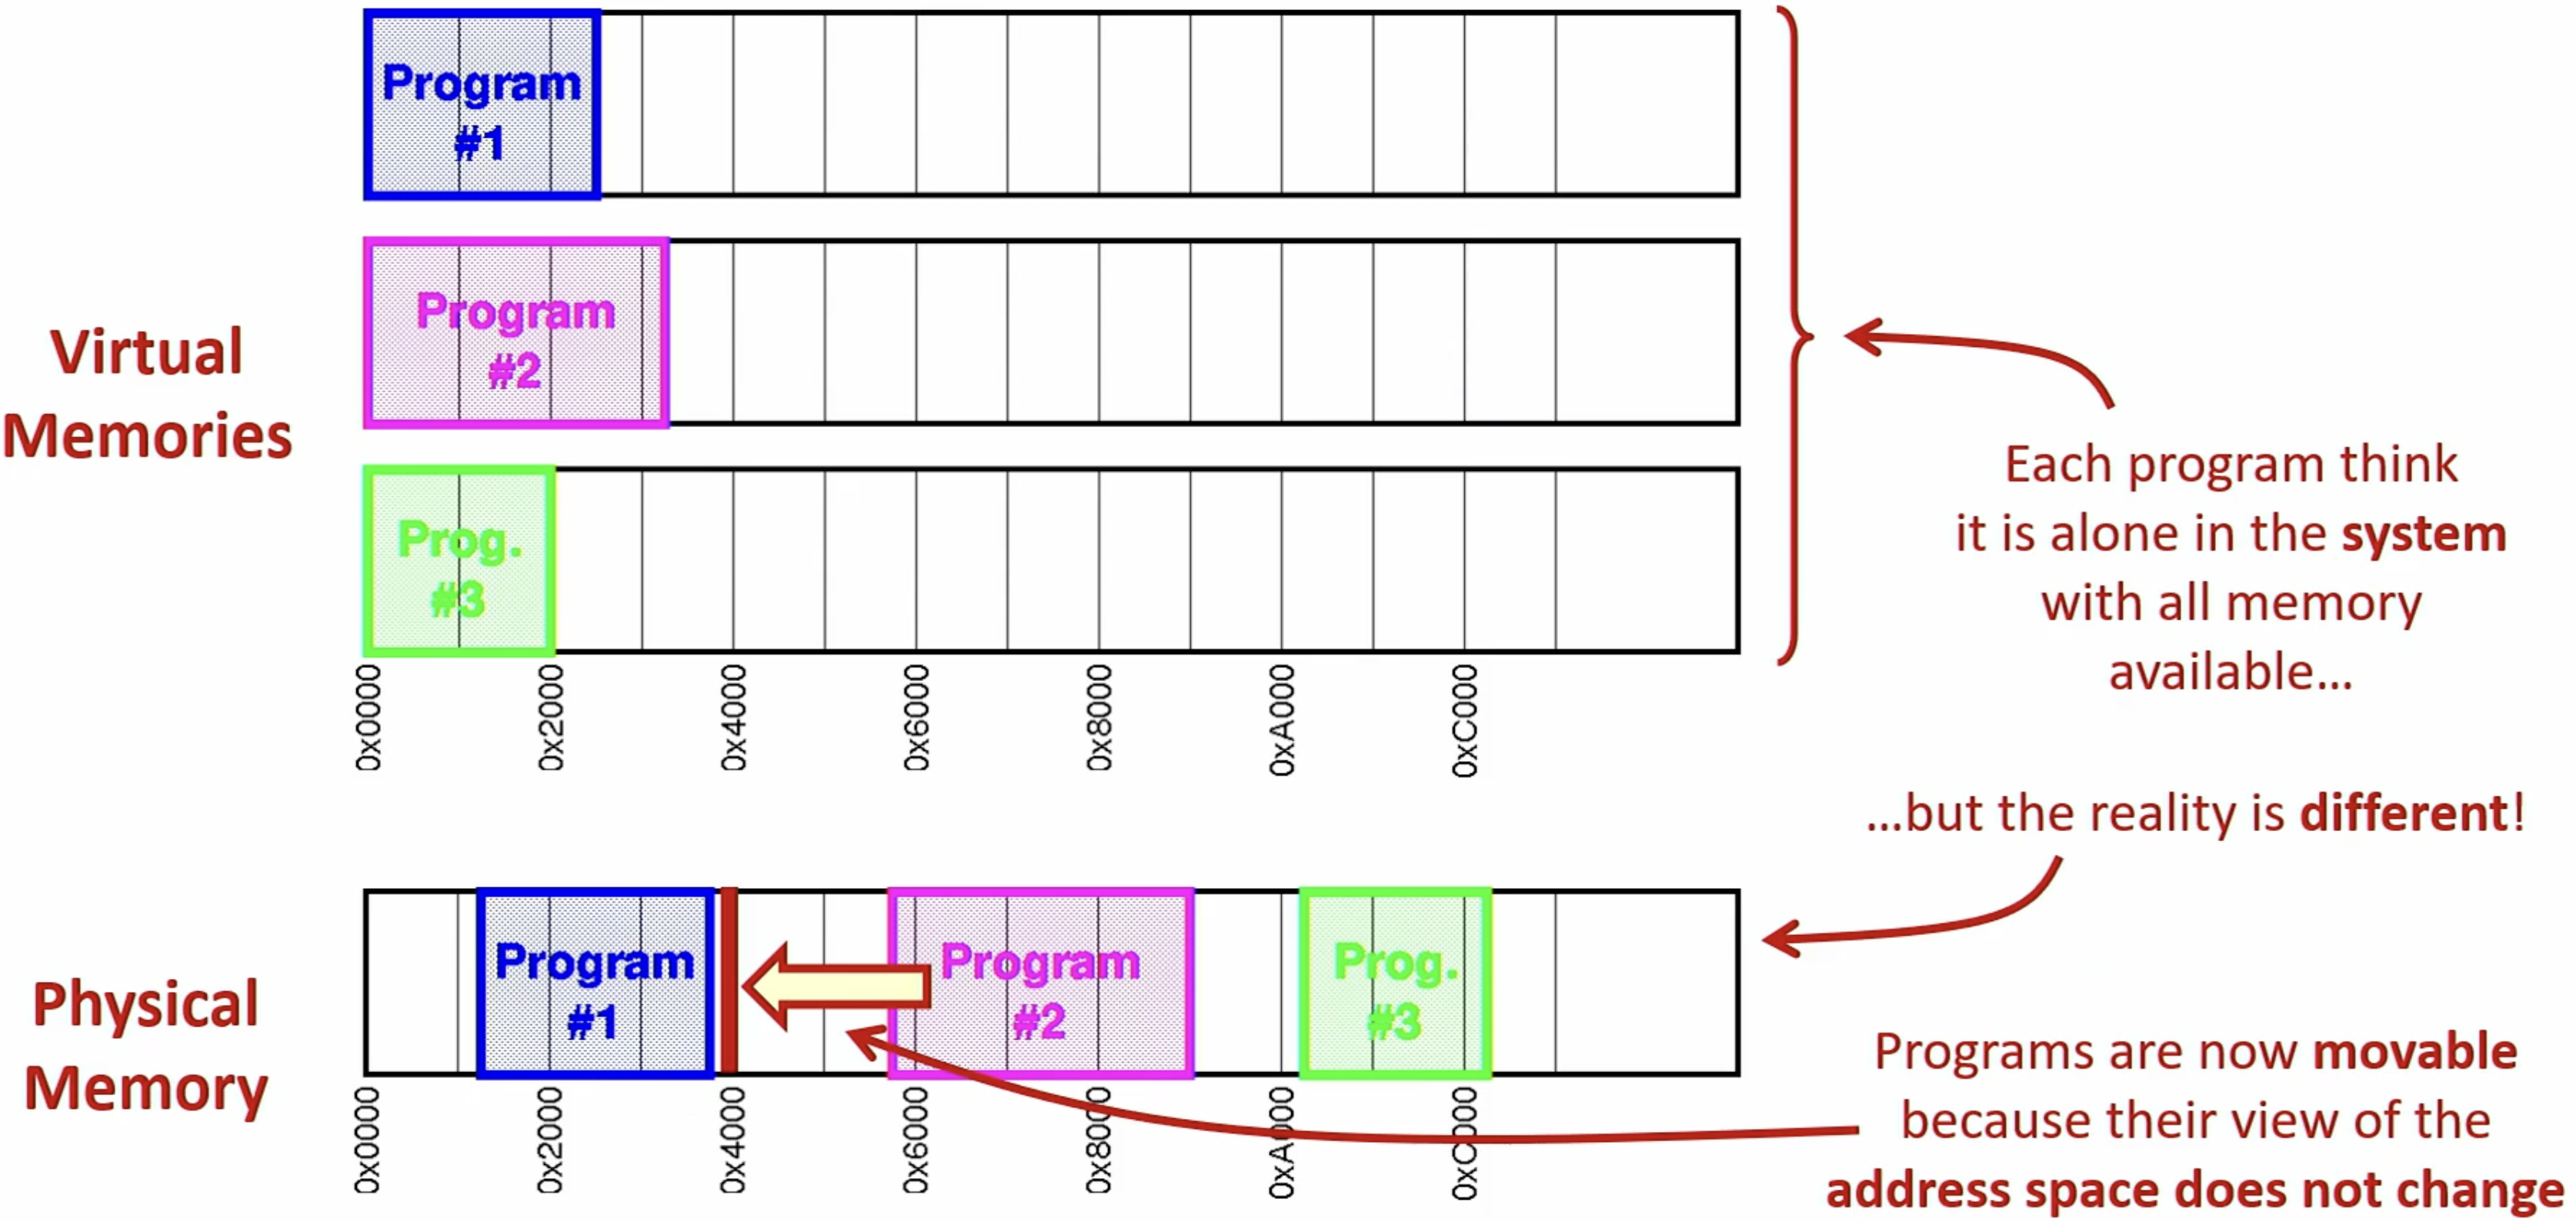 Program
#1
Program
#2
Prog.
#3
Virtual
Memories
0x0000
0x2000
0x4000
0x6000
0x8000
0xA000
0xC000
Each program think
it is alone in the system
with all memory
available...
...but the reality is different!
Physical
Memory
Program
#1
Program
#2
Prog.
#3
0x0000
0x2000
0x4000
0x6000
0x8000
0xA000
0xC000
Programs are now movable
because their view of the
address space does not change